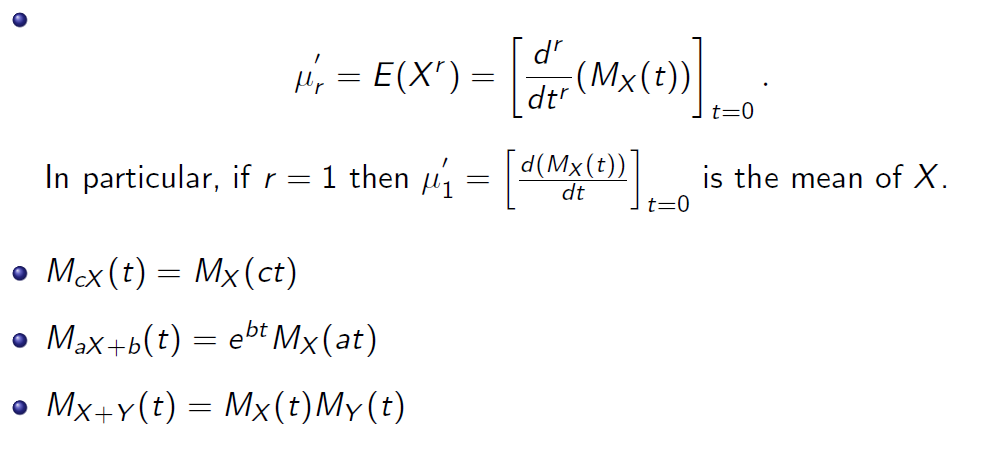 • μ′_r = E(X^r) = [d^r/dt^r (M_X(t))]_{t=0}.
In particular, if r = 1 then μ′_1 = [d(M_X(t))/dt]_{t=0} is the mean of X.
• M_{cX}(t) = M_X(ct)
• M_{aX+b}(t) = e^{bt} M_X(at)
• M_{X+Y}(t) = M_X(t)M_Y(t)